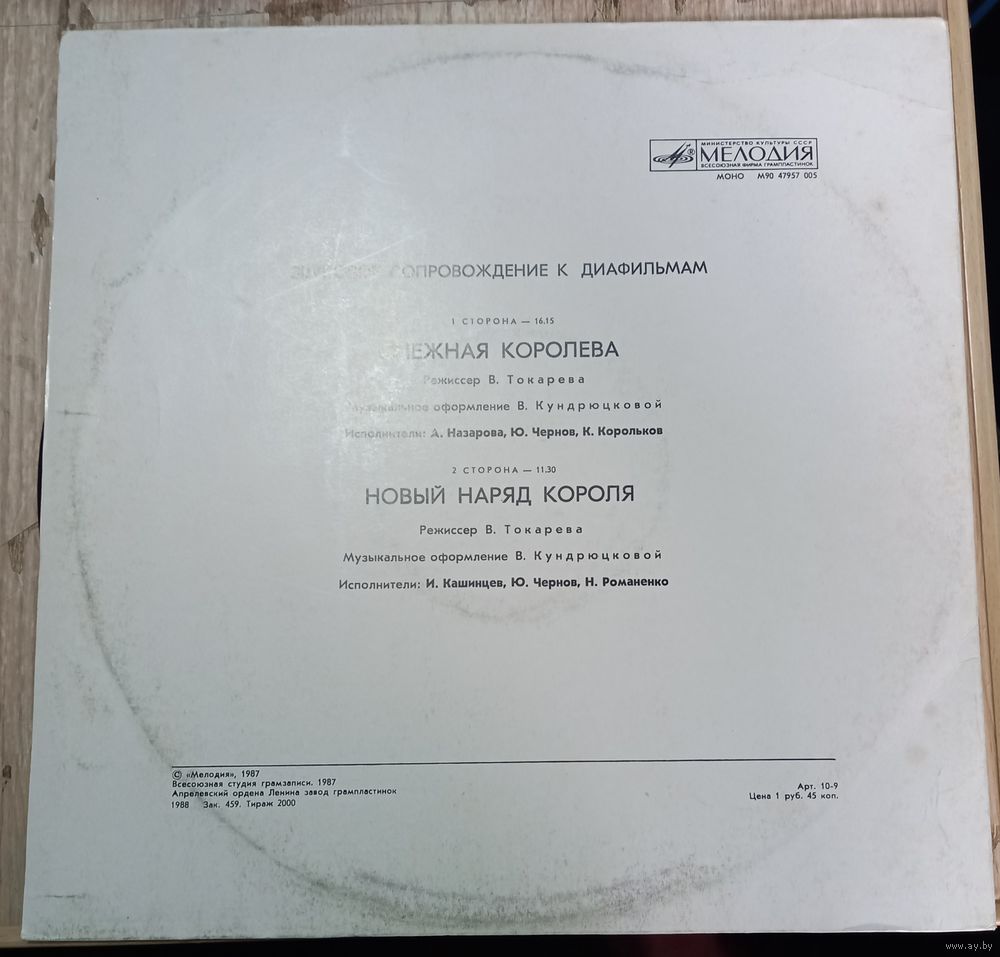 МИНИСТЕРСТВО КУЛЬТУРЫ СССР
МЕЛОДИЯ
ВСЕСОЮЗНАЯ ФИРМА ГРАМПЛАСТИНОК
МОНО М90 47957 005
СОПРОВОЖДЕНИЕ К ДИАФИЛЬМАМ
1 СТОРОНА — 16.15
СНЕЖНАЯ КОРОЛЕВА
Режиссер В. Токарева
Музыкальное оформление В. Кундрюцковой
Исполнители: А. Назарова, Ю. Чернов, К. Корольков
2 СТОРОНА — 11.30
НОВЫЙ НАРЯД КОРОЛЯ
Режиссер В. Токарева
Музыкальное оформление В. Кундрюцковой
Исполнители: И. Кашинцев, Ю. Чернов, Н. Романенко
© «Мелодия», 1987
Всесоюзная студия грамзаписи. 1987
Апрелевский ордена Ленина завод грампластинок
1988 Зак. 459. Тираж 2000
Арт. 10-9
Цена 1 руб. 45 коп.
www.ay.by